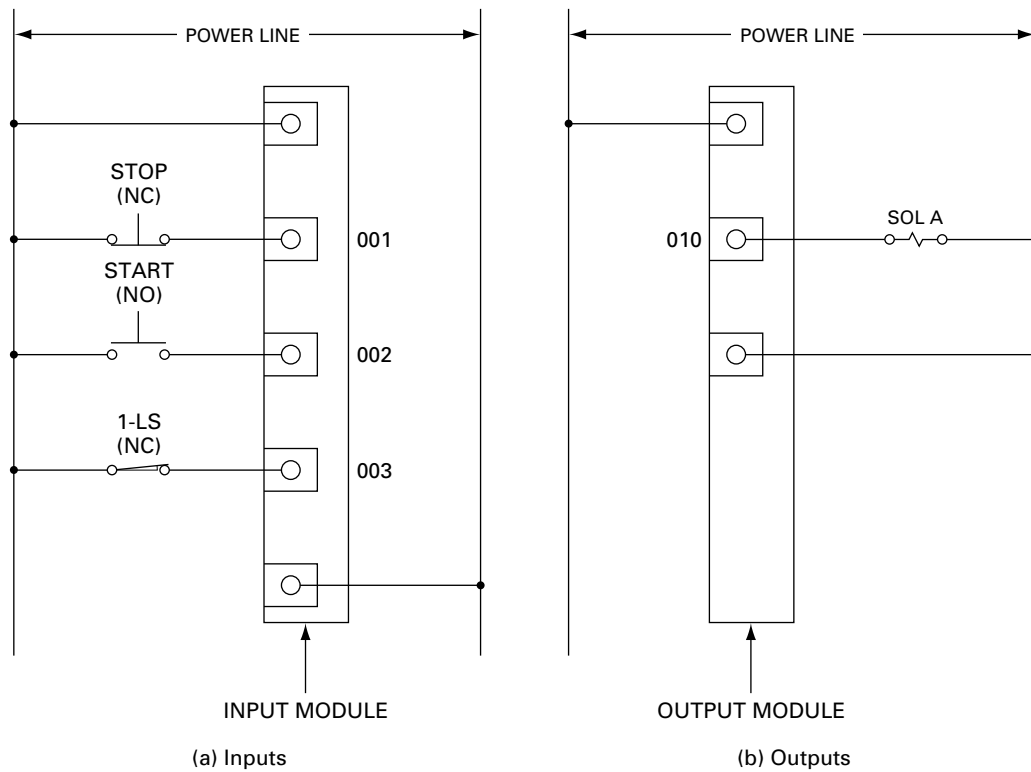 POWER LINE
STOP
(NC)
001
START
(NO)
002
1-LS
(NC)
003
INPUT MODULE
(a) Inputs
POWER LINE
010
SOL A
OUTPUT MODULE
(b) Outputs